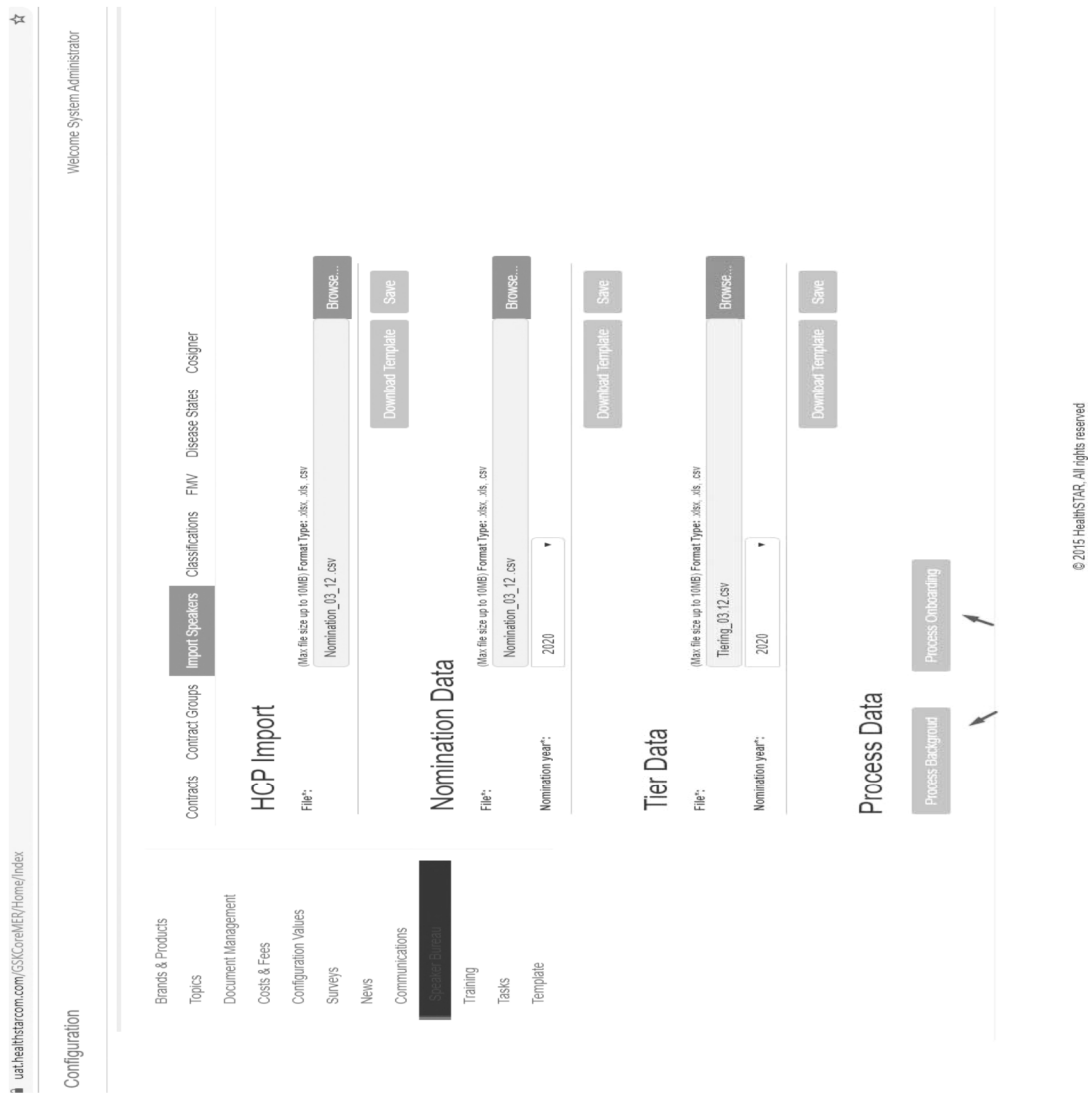 uat.healthstarcom.com/GSKCoreMER/Home/Index
Configuration
Welcome System Administrator
Brands & Products
Topics
Document Management
Costs & Fees
Configuration Values
Surveys
News
Communications
Speaker Bureau
Training
Tasks
Template
Contracts Contract Groups Import Speakers Classifications FMV Disease States Cosigner
HCP Import
(Max file size up to 10MB) Format Type: .xlsx, .xls, .csv
File*: Nomination_03_12 .csv Browse...
Download Template Save
Nomination Data
(Max file size up to 10MB) Format Type: .xlsx, .xls, .csv
File*: Nomination_03_12 .csv Browse...
Nomination year*: 2020
Download Template Save
Tier Data
(Max file size up to 10MB) Format Type: .xlsx, .xls, .csv
File*: Tiering_03.12.csv Browse...
Nomination year*: 2020
Download Template Save
Process Data
Process Backgroud Process Onboarding
© 2015 HealthSTAR, All rights reserved